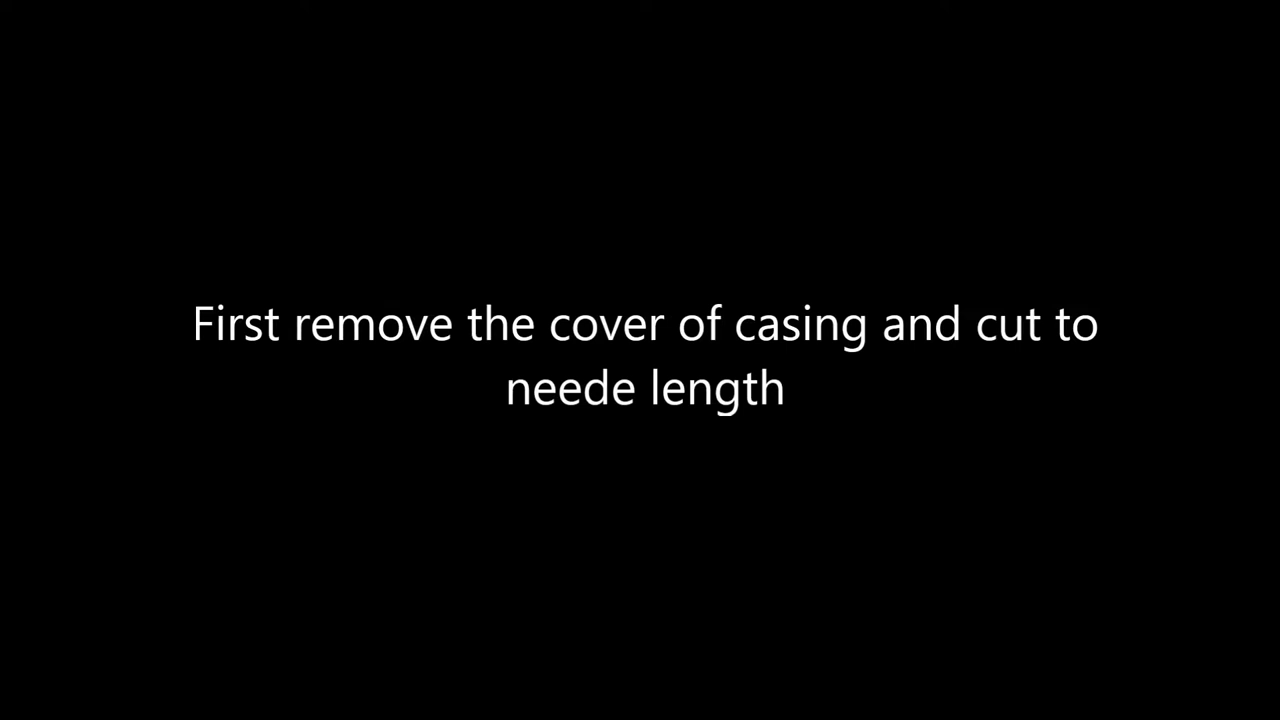 First remove the cover of casing and cut to
neede length